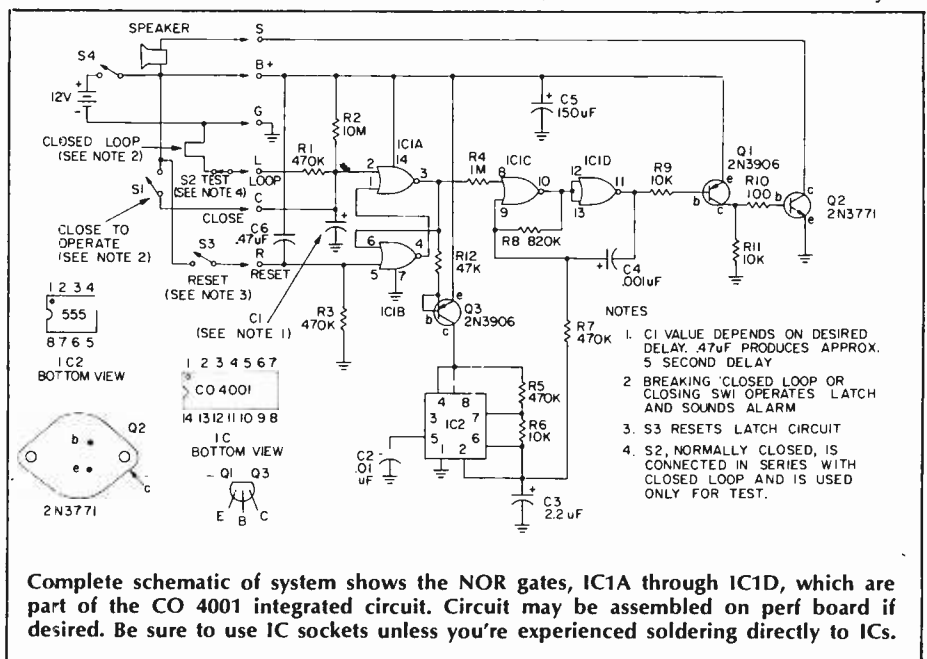 SPEAKER
S
S4
B +
+
12V
-
G
CLOSED LOOP
(SEE NOTE 2)
S2 TEST
(SEE NOTE 4)
L
LOOP
R1
470K
R2
10M
IC1A
14
2
1
3
S1
C
CLOSE
CLOSE TO
OPERATE
(SEE NOTE 2)
C6
.47uF
S3
R
RESET
RESET
(SEE NOTE 3)
+
C1
(SEE NOTE 1)
R3
470K
6
5
4
7
IC1B
R4
1M
IC1C
8
9
10
R8 820K
IC1D
12
13
11
+
C4
.001uF
+
C5
150uF
R9
10K
Q1
2N3906
e
b
c
R10
100
c
b
e
Q2
2N3771
R11
10K
R12
47K
e
b
c
Q3
2N3906
R7
470K
R5
470K
R6
10K
4 8
3 IC2 7
5 6
1 2
C2
.01
uF
+
C3
2.2uF
1 2 3 4
555
8 7 6 5
IC2
BOTTOM VIEW
1 2 3 4 5 6 7
CO 4001
14 13 12 11 10 9 8
IC
BOTTOM VIEW
Q2
b
e
c
2N3771
Q1 Q3
E B C
NOTES
1. C1 VALUE DEPENDS ON DESIRED
DELAY. .47uF PRODUCES APPROX.
5 SECOND DELAY
2 BREAKING CLOSED LOOP OR
CLOSING SW1 OPERATES LATCH
AND SOUNDS ALARM
3. S3 RESETS LATCH CIRCUIT
4. S2, NORMALLY CLOSED, IS
CONNECTED IN SERIES WITH
CLOSED LOOP AND IS USED
ONLY FOR TEST.
Complete schematic of system shows the NOR gates, IC1A through IC1D, which are
part of the CO 4001 integrated circuit. Circuit may be assembled on perf board if
desired. Be sure to use IC sockets unless you're experienced soldering directly to ICs.